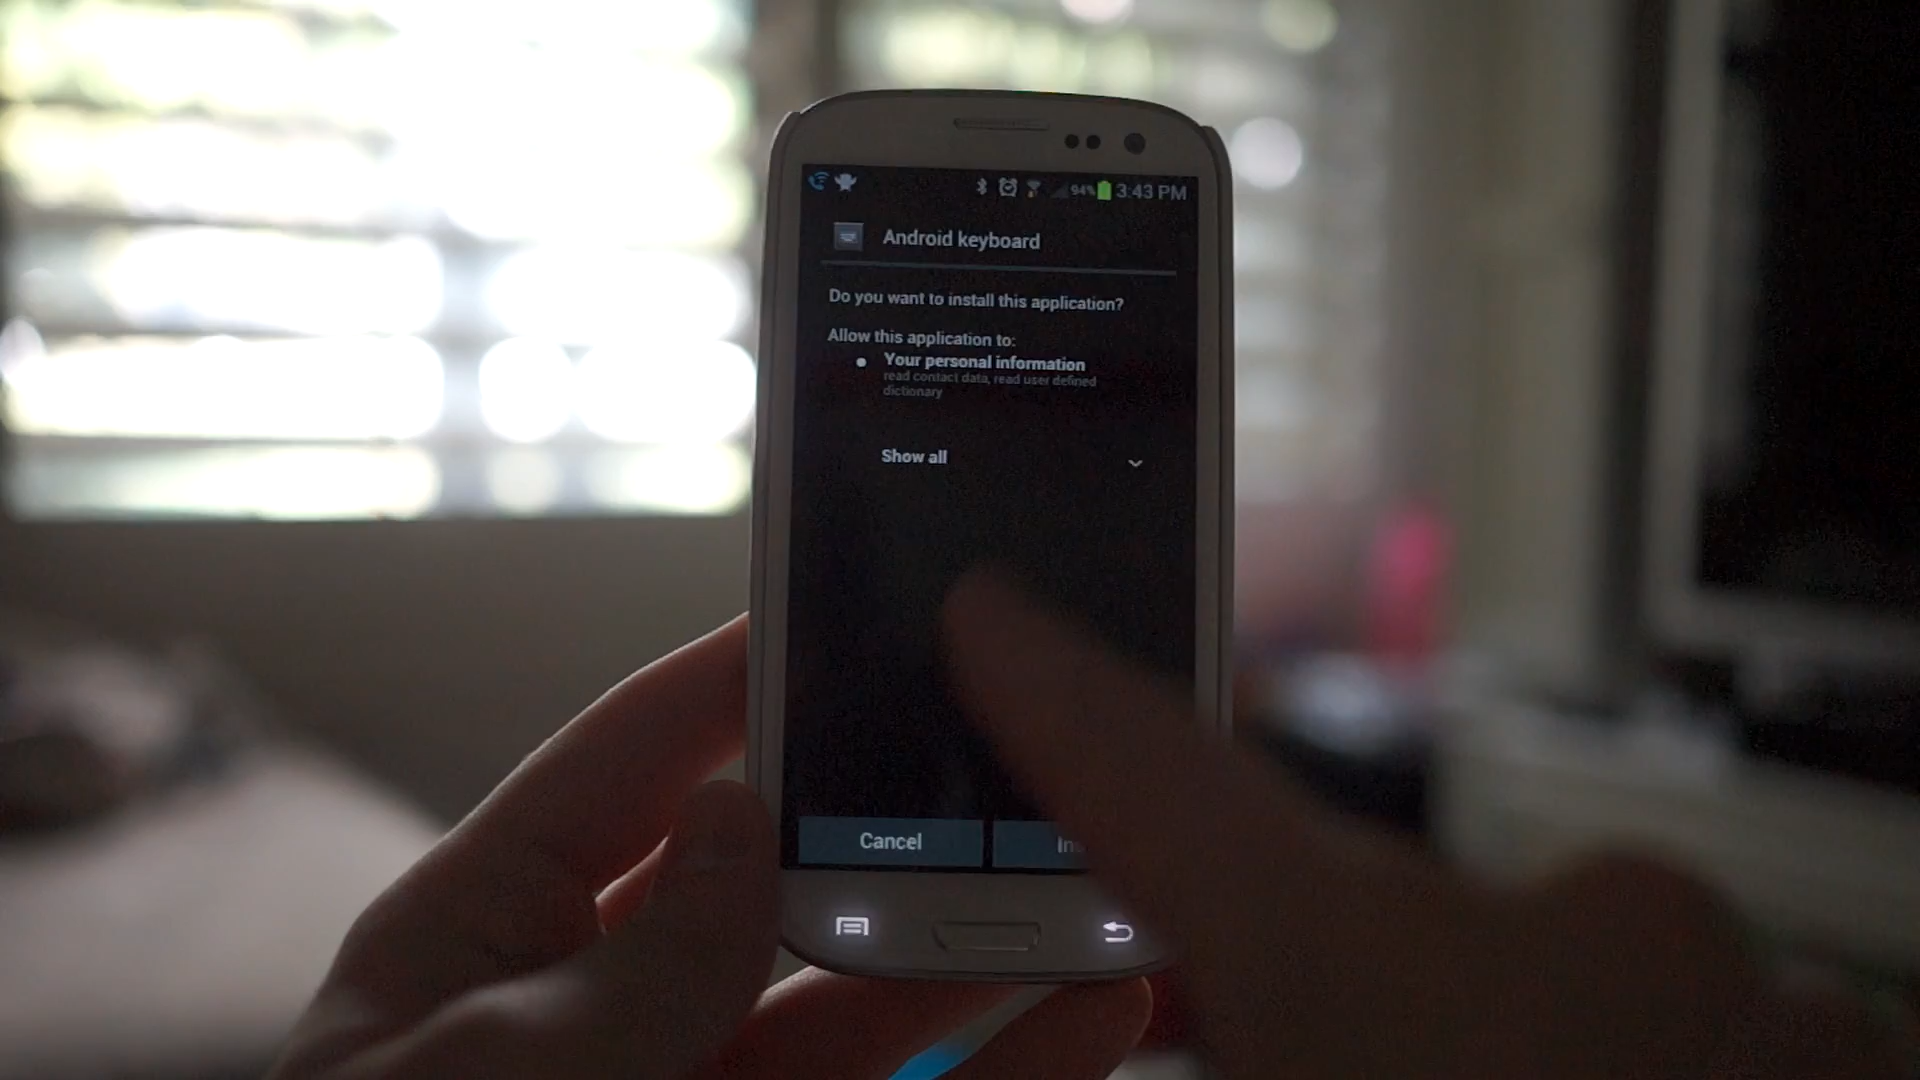 94% 3:43 PM
Android keyboard
Do you want to install this application?
Allow this application to:
Your personal information
read contact data, read user defined
dictionary
Show all
Cancel